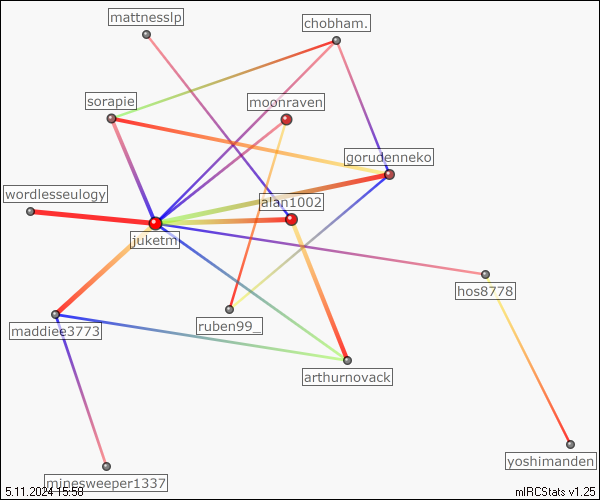 mattnesslp
chobham.
sorapie
moonraven
gorudenneko
wordlesseulogy
alan1002
juketm
hos8778
maddiee3773
ruben99_
arthurnovack
yoshimanden
minesweeper1337
5.11.2024 15:58
mIRCStats v1.25